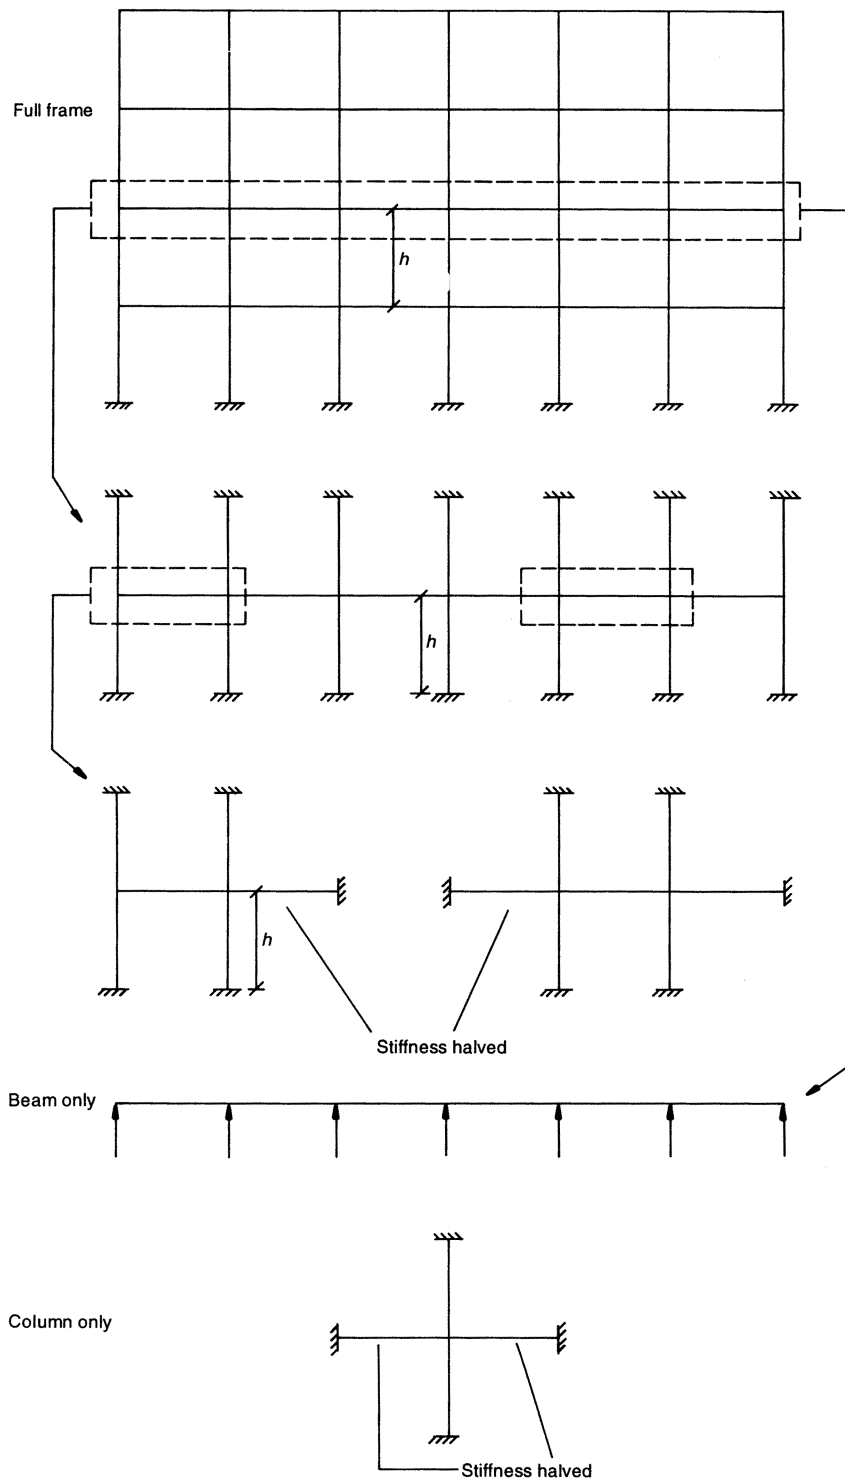 Full frame
h
h
h
Stiffness halved
Beam only
Column only
Stiffness halved